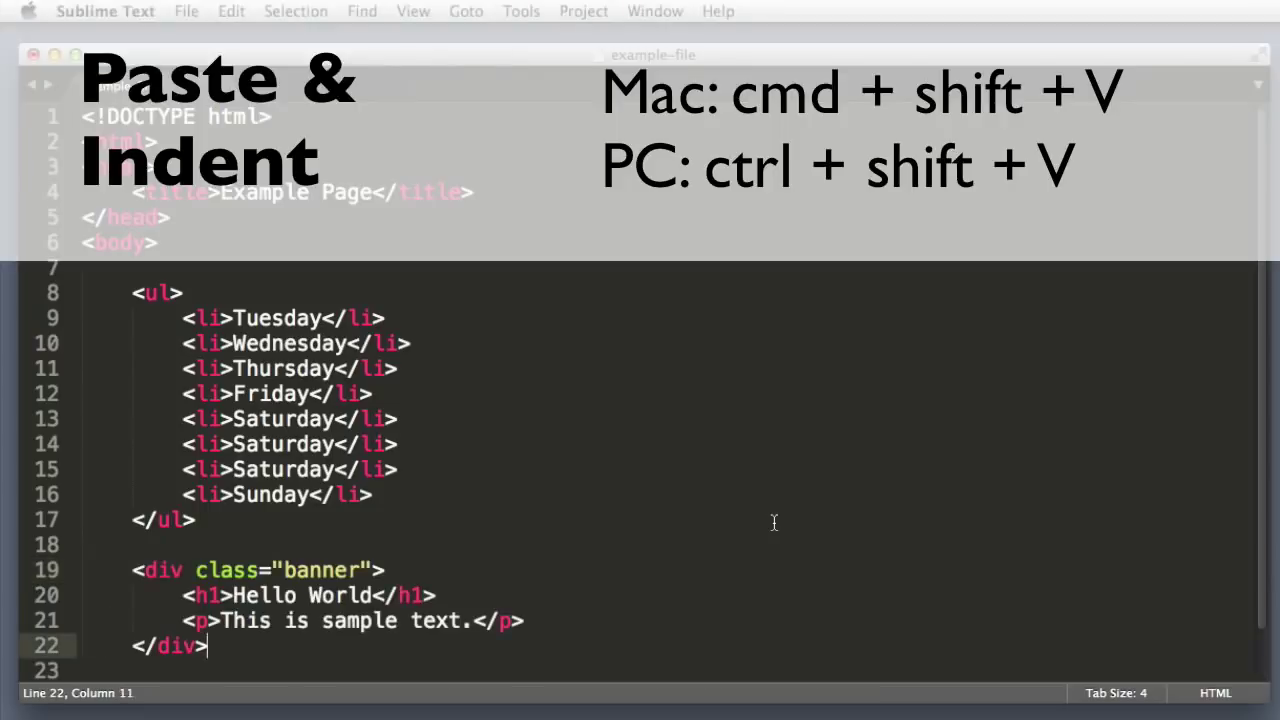 Sublime Text File Edit Selection Find View Goto Tools Project Window Help
example-file
Paste &
Indent
Mac: cmd + shift + V
PC: ctrl + shift + V
1 <!DOCTYPE html>
2 <html>
3
4 <title>Example Page</title>
5 </head>
6 <body>
7
8 <ul>
9 <li>Tuesday</li>
10 <li>Wednesday</li>
11 <li>Thursday</li>
12 <li>Friday</li>
13 <li>Saturday</li>
14 <li>Saturday</li>
15 <li>Saturday</li>
16 <li>Sunday</li>
17 </ul>
18
19 <div class="banner">
20 <h1>Hello World</h1>
21 <p>This is sample text.</p>
22 </div>
23
Line 22, Column 11 Tab Size: 4 HTML